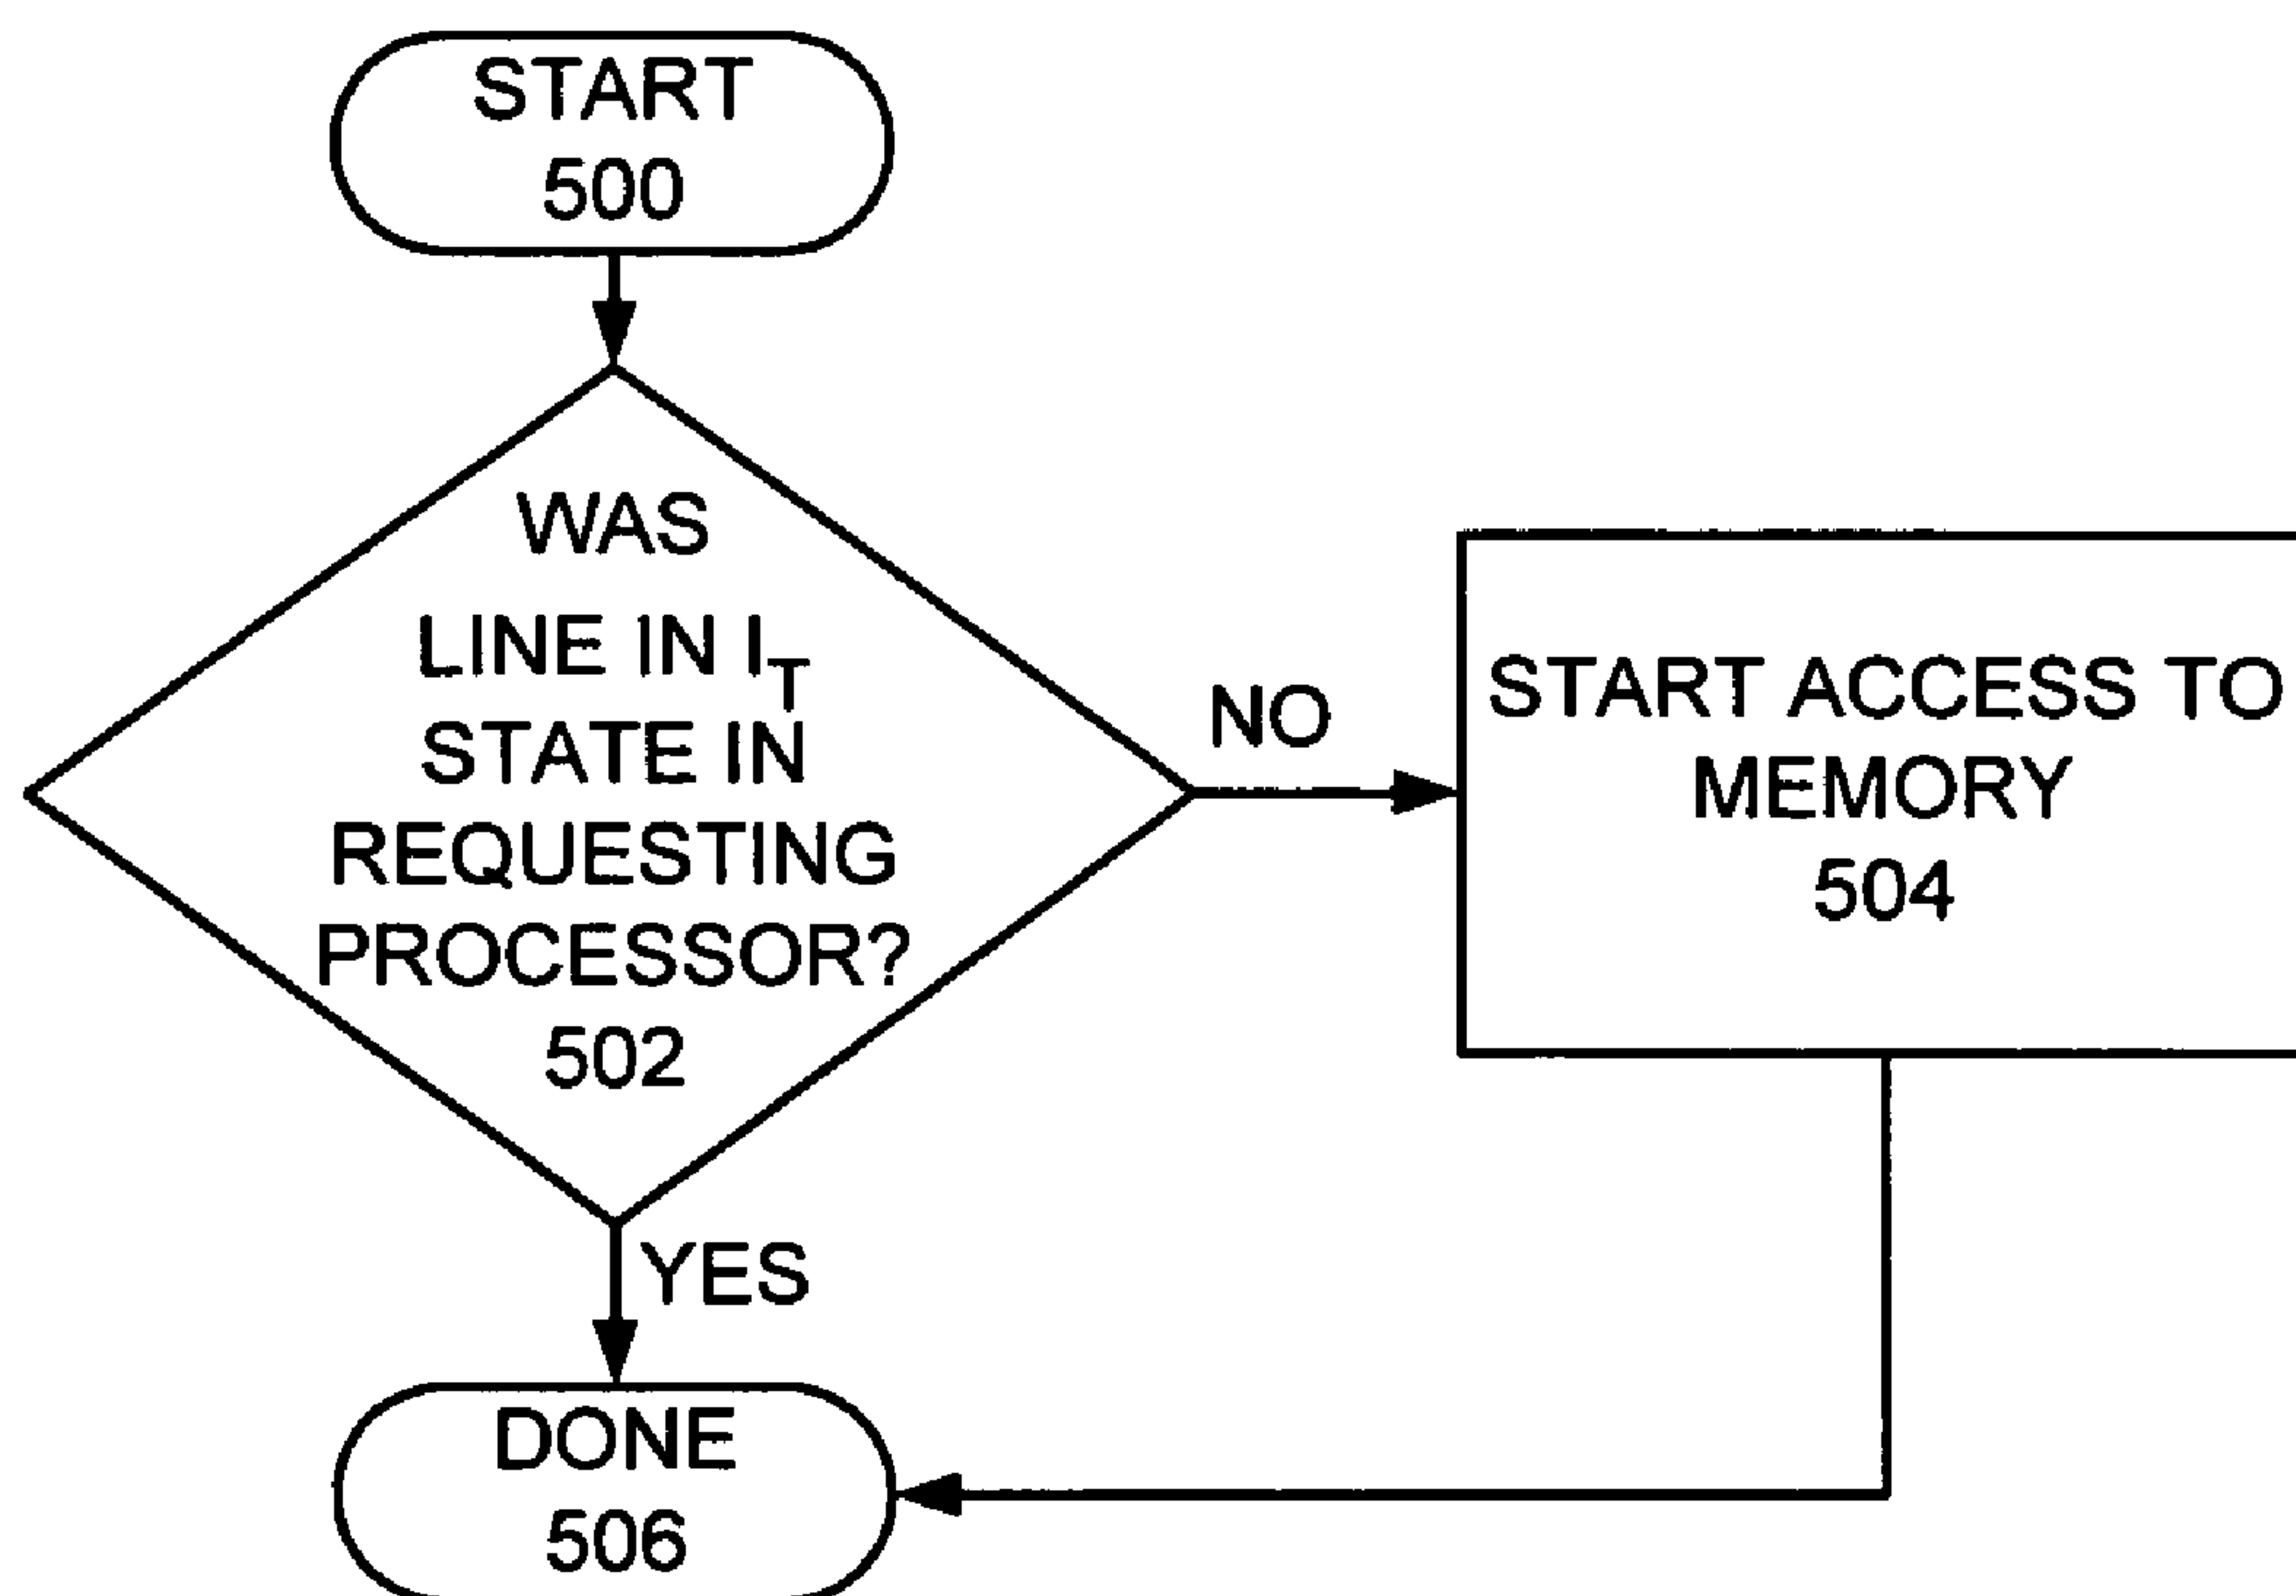 START
500
WAS
LINE IN I_T
STATE IN
REQUESTING
PROCESSOR?
502
NO
START ACCESS TO
MEMORY
504
YES
DONE
506